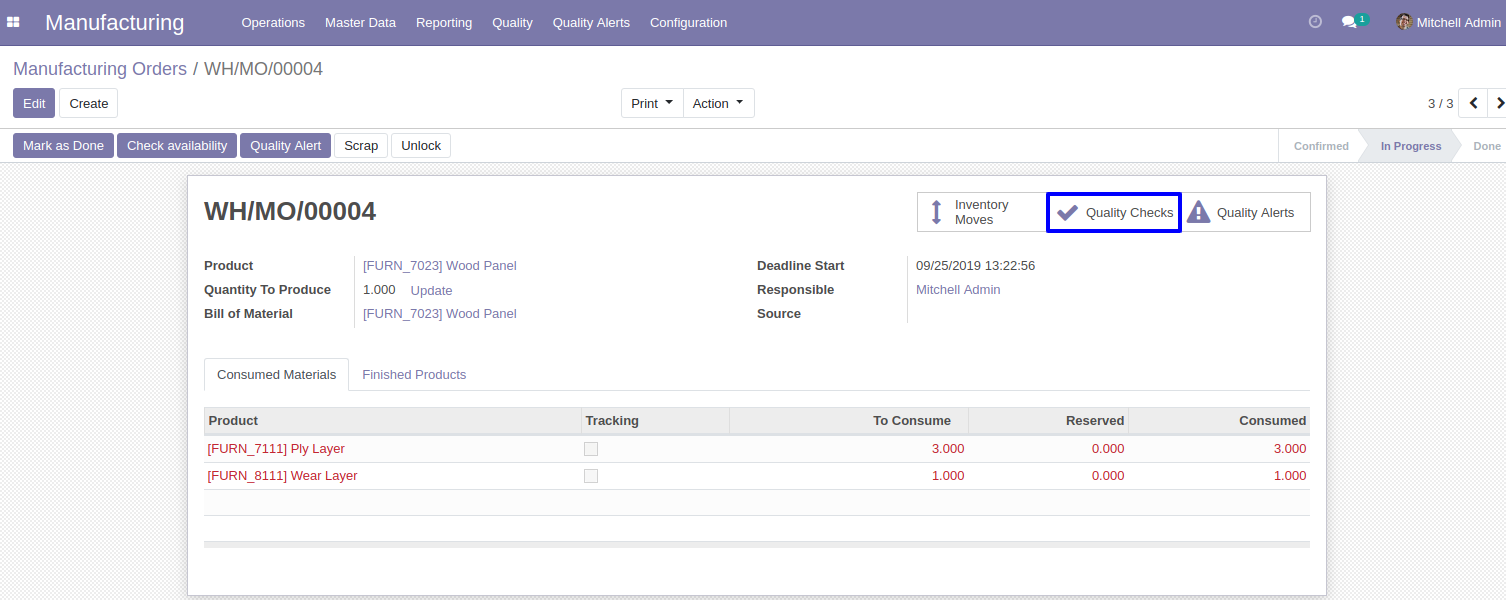 Manufacturing Operations Master Data Reporting Quality Quality Alerts Configuration 1 Mitchell Admin
Manufacturing Orders / WH/MO/00004
Edit Create Print Action 3 / 3
Mark as Done Check availability Quality Alert Scrap Unlock Confirmed In Progress Done
WH/MO/00004
Inventory
Moves
Quality Checks
Quality Alerts
Product [FURN_7023] Wood Panel Deadline Start 09/25/2019 13:22:56
Quantity To Produce 1.000 Update Responsible Mitchell Admin
Bill of Material [FURN_7023] Wood Panel Source
Consumed Materials Finished Products
Product Tracking To Consume Reserved Consumed
[FURN_7111] Ply Layer 3.000 0.000 3.000
[FURN_8111] Wear Layer 1.000 0.000 1.000